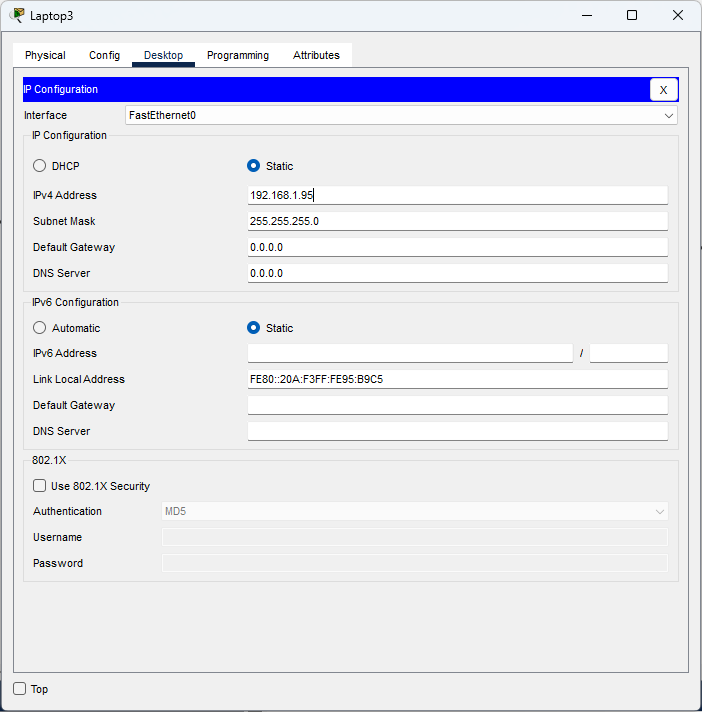 Laptop3
Physical Config Desktop Programming Attributes
IP Configuration X
Interface FastEthernet0
IP Configuration
DHCP Static
IPv4 Address 192.168.1.95
Subnet Mask 255.255.255.0
Default Gateway 0.0.0.0
DNS Server 0.0.0.0
IPv6 Configuration
Automatic Static
IPv6 Address /
Link Local Address FE80::20A:F3FF:FE95:B9C5
Default Gateway
DNS Server
802.1X
Use 802.1X Security
Authentication MD5
Username
Password
Top